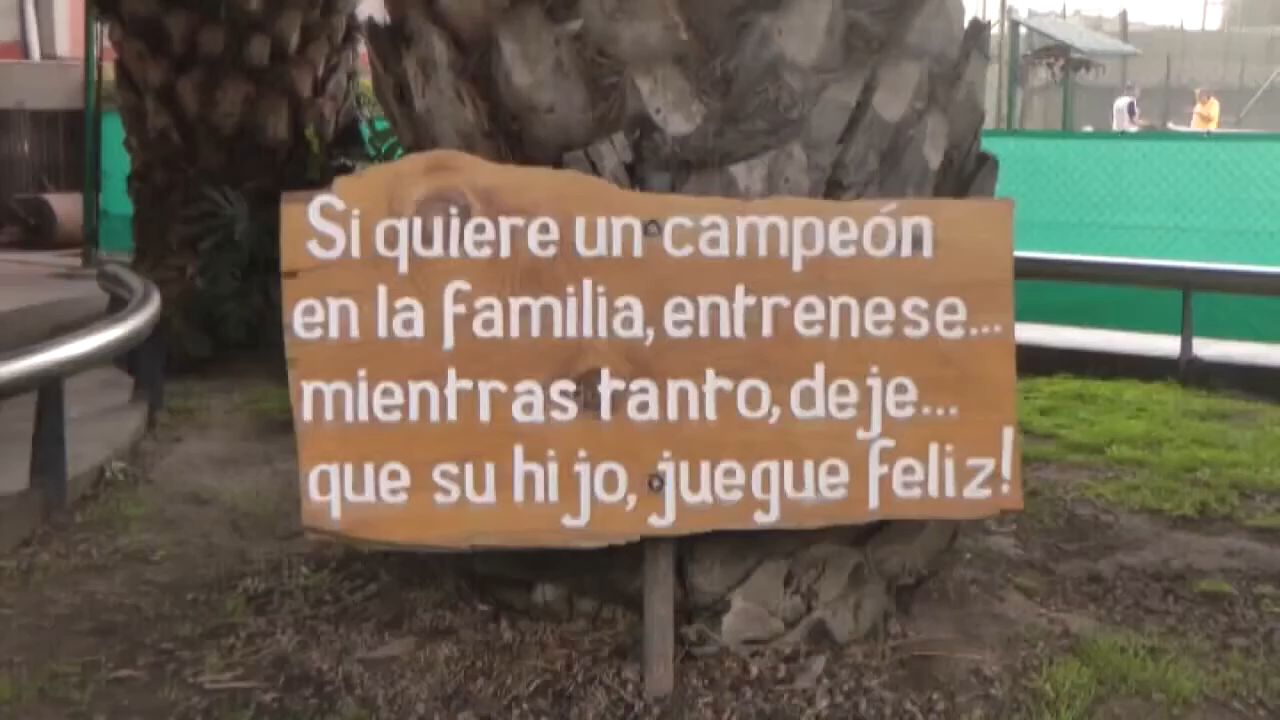 Si quiere un campeón
en la familia, entrenese...
mientras tanto, deje...
que su hijo, juegue feliz!